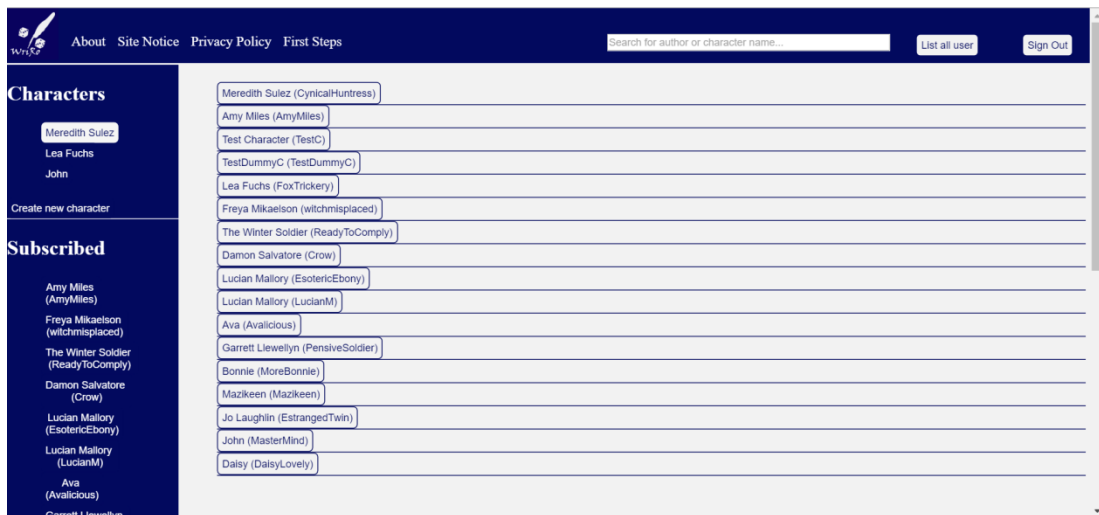 About Site Notice Privacy Policy First Steps
Search for author or character name...
List all user
Sign Out
Characters
Meredith Sulez
Lea Fuchs
John
Create new character
Subscribed
Amy Miles
(AmyMiles)
Freya Mikaelson
(witchmisplaced)
The Winter Soldier
(ReadyToComply)
Damon Salvatore
(Crow)
Lucian Mallory
(EsotericEbony)
Lucian Mallory
(LucianM)
Ava
(Avalicious)
Meredith Sulez (CynicalHuntress)
Amy Miles (AmyMiles)
Test Character (TestC)
TestDummyC (TestDummyC)
Lea Fuchs (FoxTrickery)
Freya Mikaelson (witchmisplaced)
The Winter Soldier (ReadyToComply)
Damon Salvatore (Crow)
Lucian Mallory (EsotericEbony)
Lucian Mallory (LucianM)
Ava (Avalicious)
Garrett Llewellyn (PensiveSoldier)
Bonnie (MoreBonnie)
Mazikeen (Mazikeen)
Jo Laughlin (EstrangedTwin)
John (MasterMind)
Daisy (DaisyLovely)